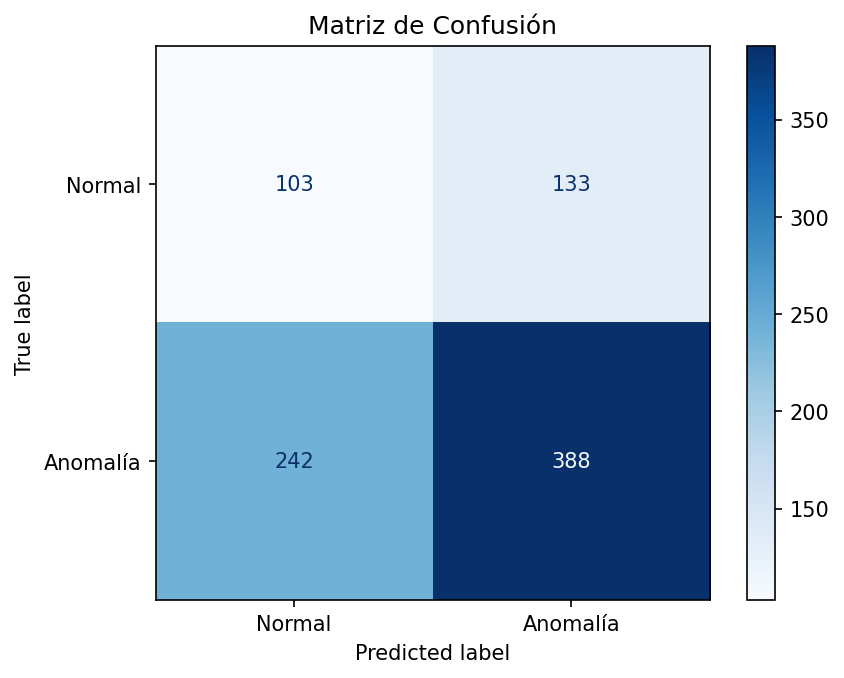 Matriz de Confusión
True label
Normal
103
133
Anomalía
242
388
Normal
Anomalía
Predicted label
350
300
250
200
150